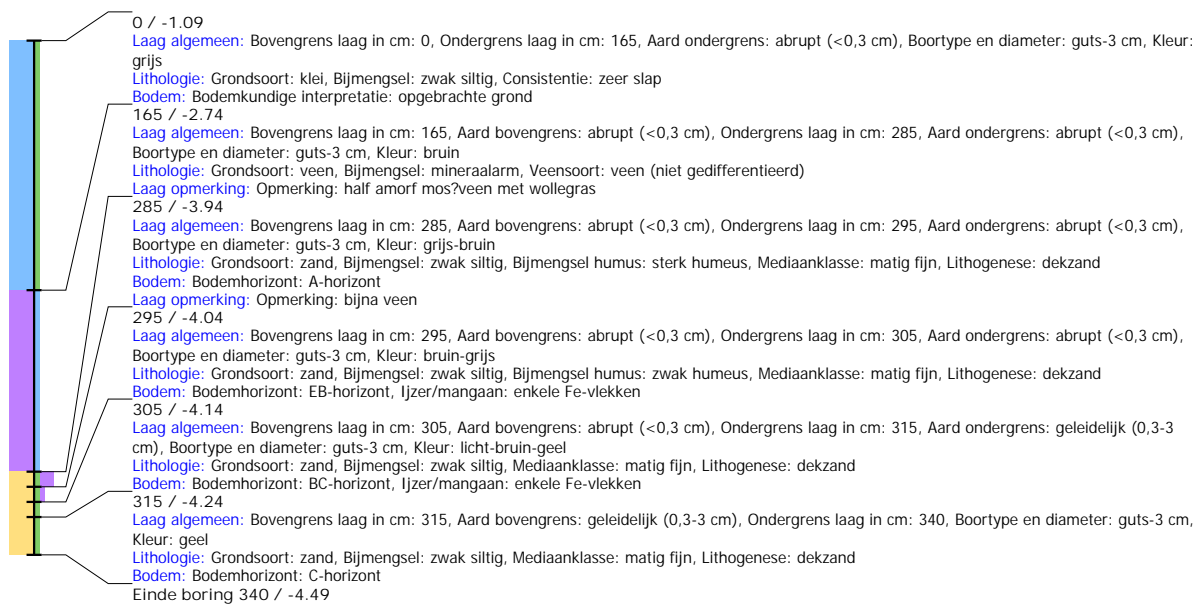 0 / -1.09
Laag algemeen: Bovengrens laag in cm: 0, Ondergrens laag in cm: 165, Aard ondergrens: abrupt (<0,3 cm), Boortype en diameter: guts-3 cm, Kleur:
grijs
Lithologie: Grondsoort: klei, Bijmengsel: zwak siltig, Consistentie: zeer slap
Bodem: Bodemkundige interpretatie: opgebrachte grond
165 / -2.74
Laag algemeen: Bovengrens laag in cm: 165, Aard bovengrens: abrupt (<0,3 cm), Ondergrens laag in cm: 285, Aard ondergrens: abrupt (<0,3 cm),
Boortype en diameter: guts-3 cm, Kleur: bruin
Lithologie: Grondsoort: veen, Bijmengsel: mineraalarm, Veensoort: veen (niet gedifferentieerd)
Laag opmerking: Opmerking: half amorf mos?veen met wollegras
285 / -3.94
Laag algemeen: Bovengrens laag in cm: 285, Aard bovengrens: abrupt (<0,3 cm), Ondergrens laag in cm: 295, Aard ondergrens: abrupt (<0,3 cm),
Boortype en diameter: guts-3 cm, Kleur: grijs-bruin
Lithologie: Grondsoort: zand, Bijmengsel: zwak siltig, Bijmengsel humus: sterk humeus, Mediaanklasse: matig fijn, Lithogenese: dekzand
Bodem: Bodemhorizont: A-horizont
Laag opmerking: Opmerking: bijna veen
295 / -4.04
Laag algemeen: Bovengrens laag in cm: 295, Aard bovengrens: abrupt (<0,3 cm), Ondergrens laag in cm: 305, Aard ondergrens: abrupt (<0,3 cm),
Boortype en diameter: guts-3 cm, Kleur: bruin-grijs
Lithologie: Grondsoort: zand, Bijmengsel: zwak siltig, Bijmengsel humus: zwak humeus, Mediaanklasse: matig fijn, Lithogenese: dekzand
Bodem: Bodemhorizont: EB-horizont, Ijzer/mangaan: enkele Fe-vlekken
305 / -4.14
Laag algemeen: Bovengrens laag in cm: 305, Aard bovengrens: abrupt (<0,3 cm), Ondergrens laag in cm: 315, Aard ondergrens: geleidelijk (0,3-3
cm), Boortype en diameter: guts-3 cm, Kleur: licht-bruin-geel
Lithologie: Grondsoort: zand, Bijmengsel: zwak siltig, Mediaanklasse: matig fijn, Lithogenese: dekzand
Bodem: Bodemhorizont: BC-horizont, Ijzer/mangaan: enkele Fe-vlekken
315 / -4.24
Laag algemeen: Bovengrens laag in cm: 315, Aard bovengrens: geleidelijk (0,3-3 cm), Ondergrens laag in cm: 340, Boortype en diameter: guts-3 cm,
Kleur: geel
Lithologie: Grondsoort: zand, Bijmengsel: zwak siltig, Mediaanklasse: matig fijn, Lithogenese: dekzand
Bodem: Bodemhorizont: C-horizont
Einde boring 340 / -4.49